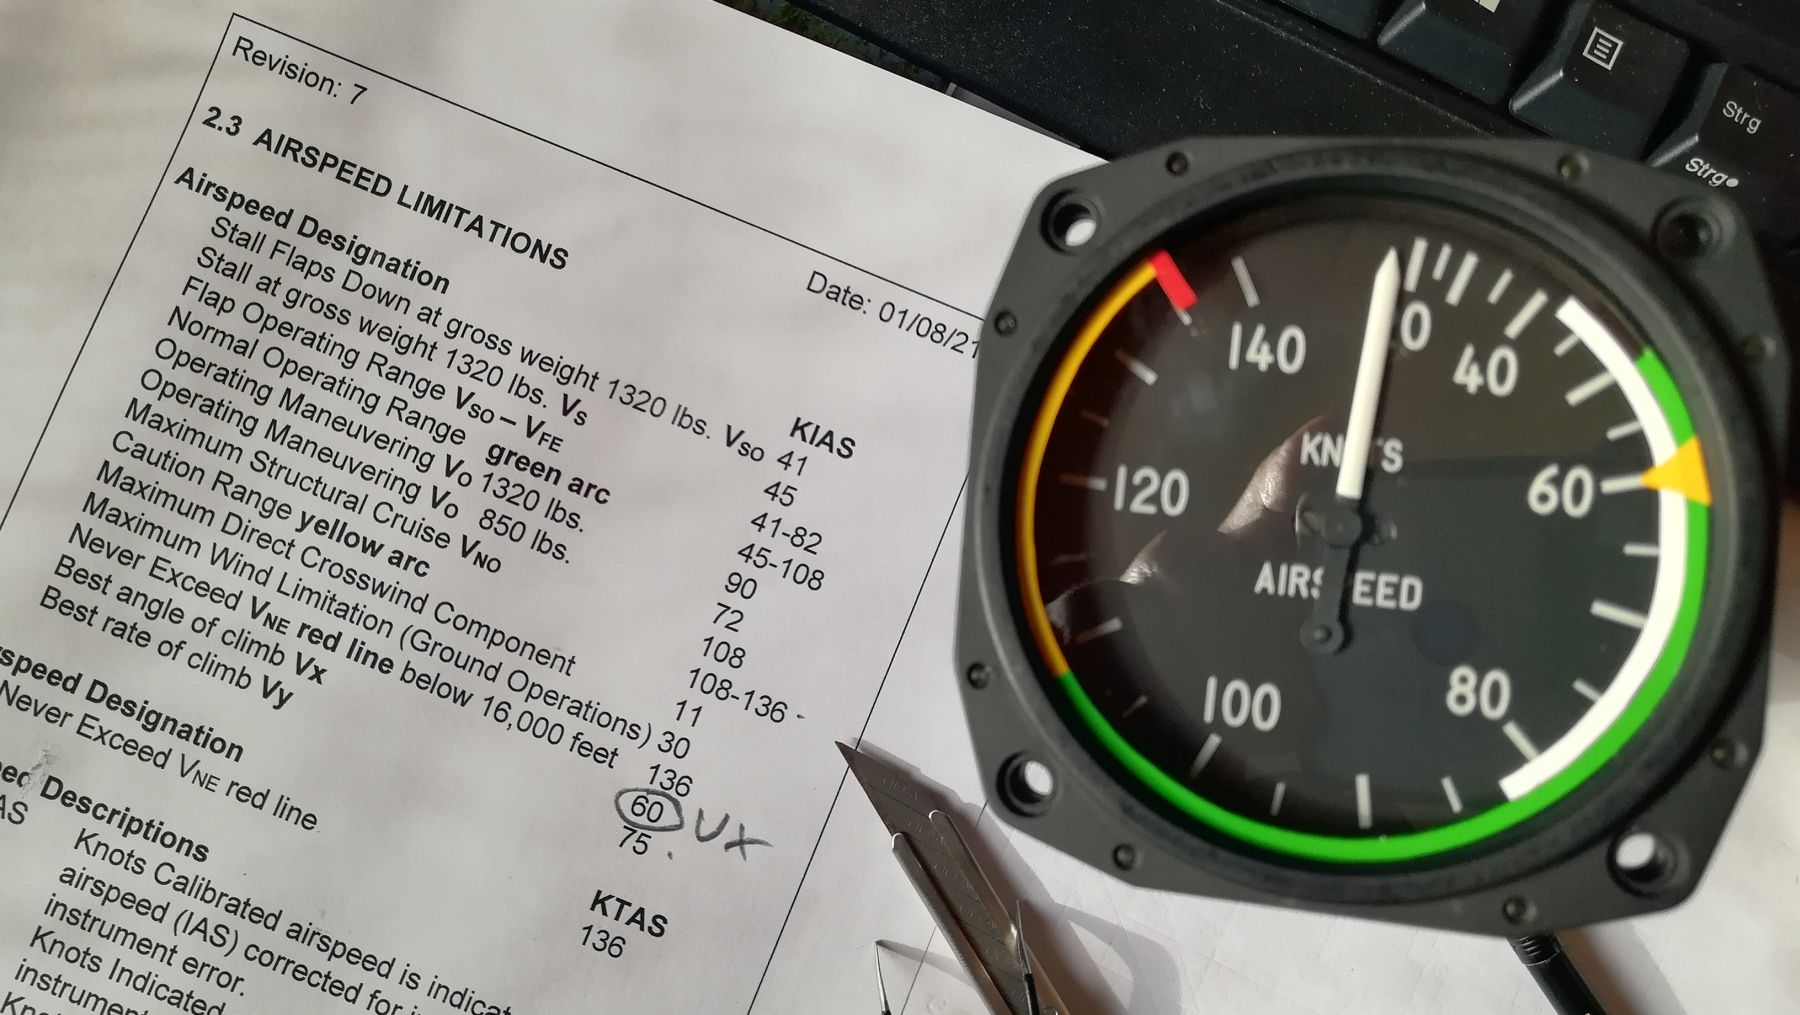 Revision: 7
Date: 01/08/21
2.3 AIRSPEED LIMITATIONS
Airspeed Designation KIAS
Stall Flaps Down at gross weight 1320 lbs. VSO 41
Stall at gross weight 1320 lbs. VS 45
Flap Operating Range VSO – VFE 41-82
Normal Operating Range green arc 45-108
Operating Maneuvering VO 1320 lbs. 90
Operating Maneuvering VO 850 lbs. 72
Maximum Structural Cruise VNO 108
Caution Range yellow arc 108-136 -
Maximum Direct Crosswind Component 11
Maximum Wind Limitation (Ground Operations) 30
Never Exceed VNE red line below 16,000 feet 136
Best angle of climb Vx 60 Vx
Best rate of climb Vy 75.
speed Designation KTAS
Never Exceed VNE red line 136
Descriptions
AS Knots Calibrated airspeed is indicat
airspeed (IAS) corrected for
instrument error.
Knots Indicated
instrument
0
40
60
80
100
120
140
KNOTS
AIRSPEED
Strg
Strg